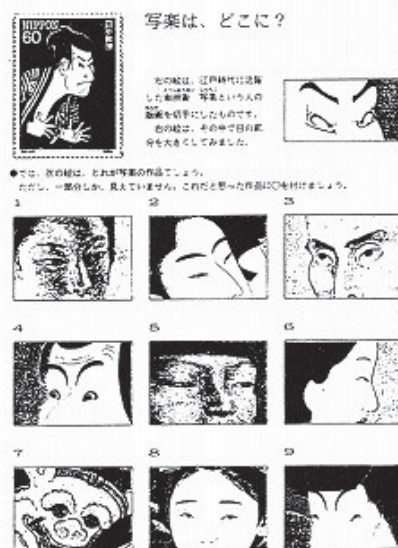 写楽は、どこに？
NIPPON
60
日本郵便
左の絵は、江戸時代に活躍
した版画家 写楽という人の
版画を切手にしたものです。
右の絵は、その中で目の部
分を大きくしてみました。
●では、次の絵は、どれが写楽の作品でしょう。
ただし、一部分しか、見えていません。これだと思った作品に○を付けましょう。
1
2
3
4
5
6
7
8
9